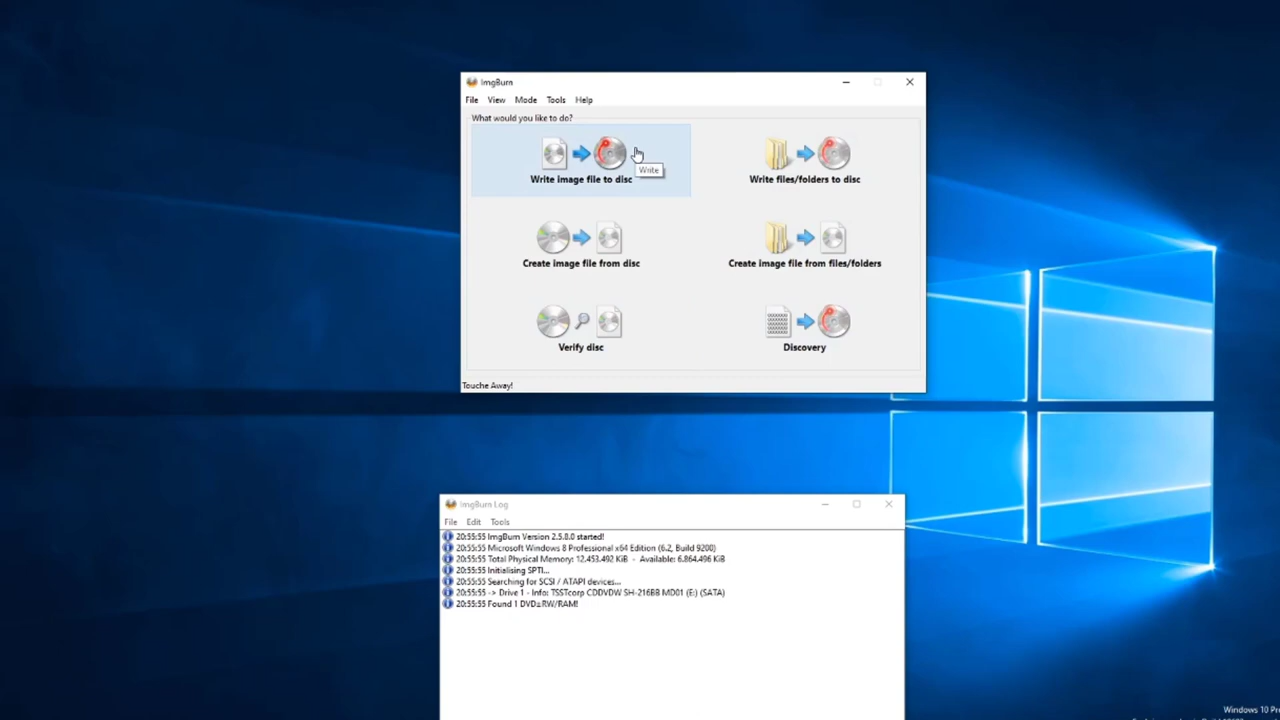 ImgBurn
File View Mode Tools Help
What would you like to do?
Write
Write image file to disc
Write files/folders to disc
Create image file from disc
Create image file from files/folders
Verify disc
Discovery
Touche Away!
ImgBurn Log
File Edit Tools
20:55:55 ImgBurn Version 2.5.8.0 started!
20:55:55 Microsoft Windows 8 Professional x64 Edition (6.2, Build 9200)
20:55:55 Total Physical Memory: 12.453.492 KiB - Available: 6.864.496 KiB
20:55:55 Initialising SPTI...
20:55:55 Searching for SCSI / ATAPI devices...
20:55:55 -> Drive 1 - Info: TSSTcorp CDDVDW SH-216BB MD01 (E:) (SATA)
20:55:55 Found 1 DVD±RW/RAM!
Windows 10 Pro